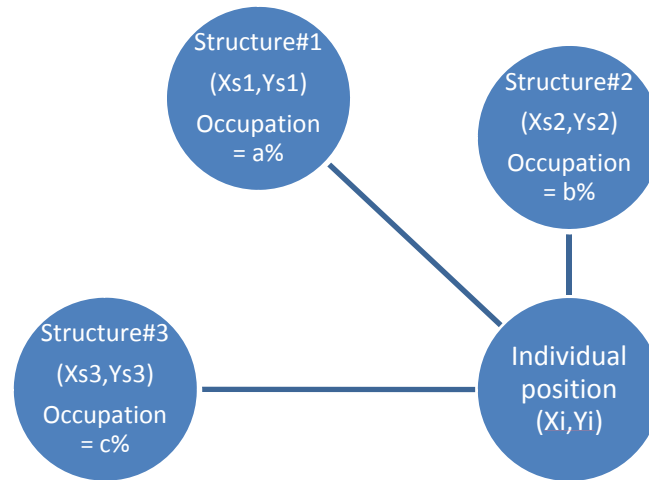 Structure#1
(Xs1,Ys1)
Occupation
= a%
Structure#2
(Xs2,Ys2)
Occupation
= b%
Structure#3
(Xs3,Ys3)
Occupation
= c%
Individual
position
(Xi,Yi)